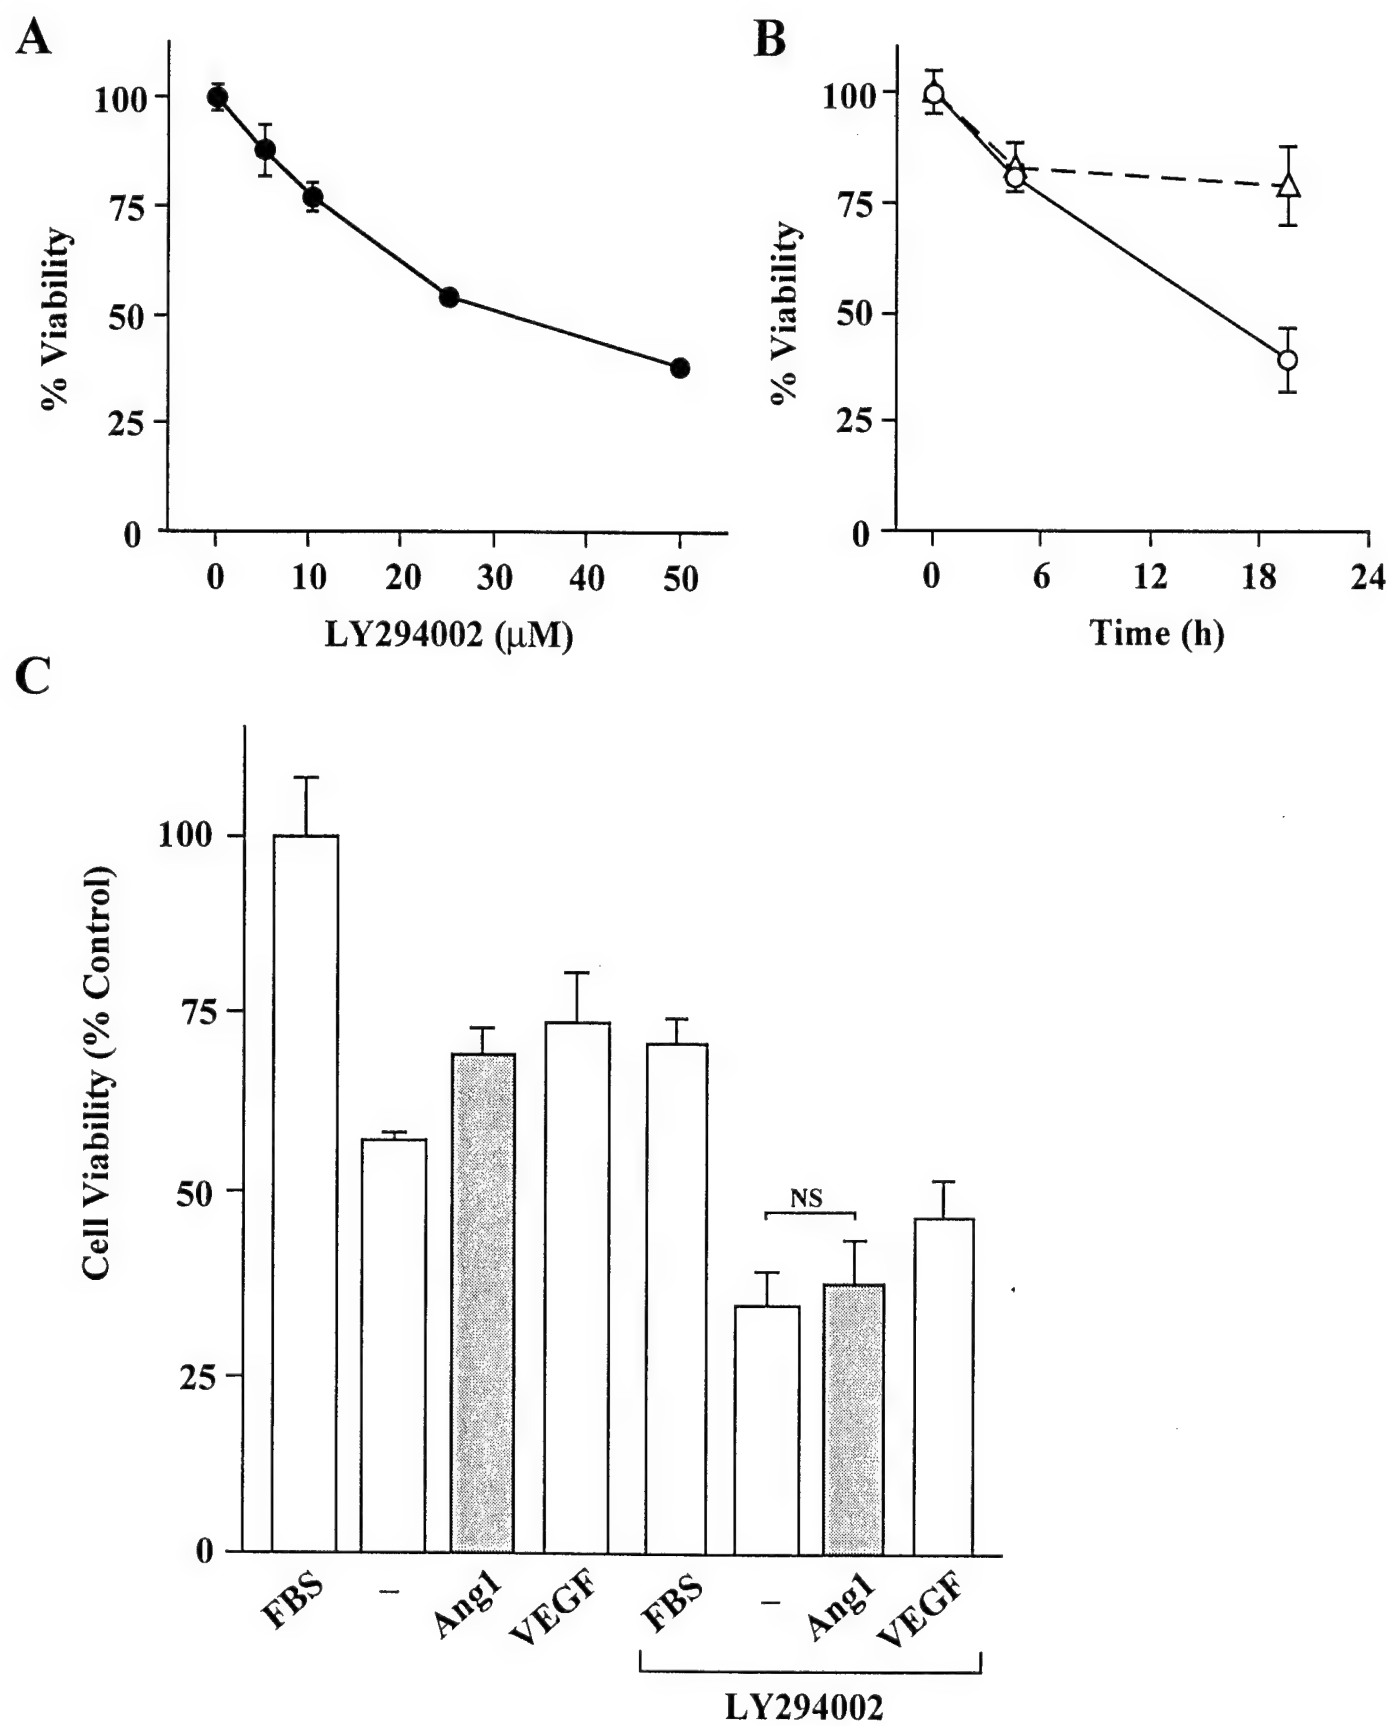 A
100
75
50
25
0
% Viability
0 10 20 30 40 50
LY294002 (μM)
B
100
75
50
25
0
% Viability
0 6 12 18 24
Time (h)
C
100
75
50
25
0
Cell Viability (% Control)
NS
FBS – Ang1 VEGF FBS – Ang1 VEGF
LY294002